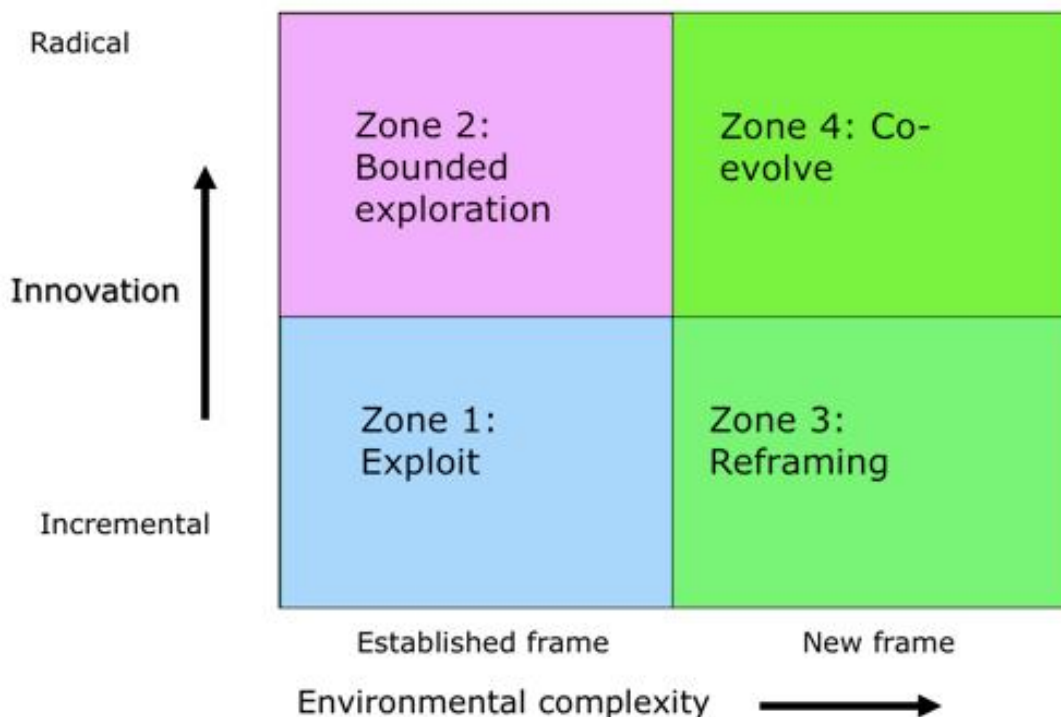 Radical
Zone 2:
Bounded
exploration
Zone 4: Co-
evolve
Innovation
Zone 1:
Exploit
Zone 3:
Reframing
Incremental
Established frame
New frame
Environmental complexity